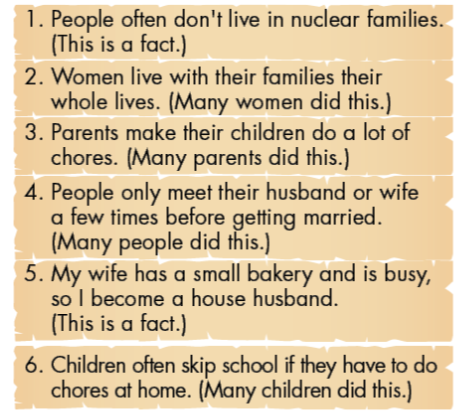 1. People often don't live in nuclear families.
(This is a fact.)
2. Women live with their families their
whole lives. (Many women did this.)
3. Parents make their children do a lot of
chores. (Many parents did this.)
4. People only meet their husband or wife
a few times before getting married.
(Many people did this.)
5. My wife has a small bakery and is busy,
so I become a house husband.
(This is a fact.)
6. Children often skip school if they have to do
chores at home. (Many children did this.)